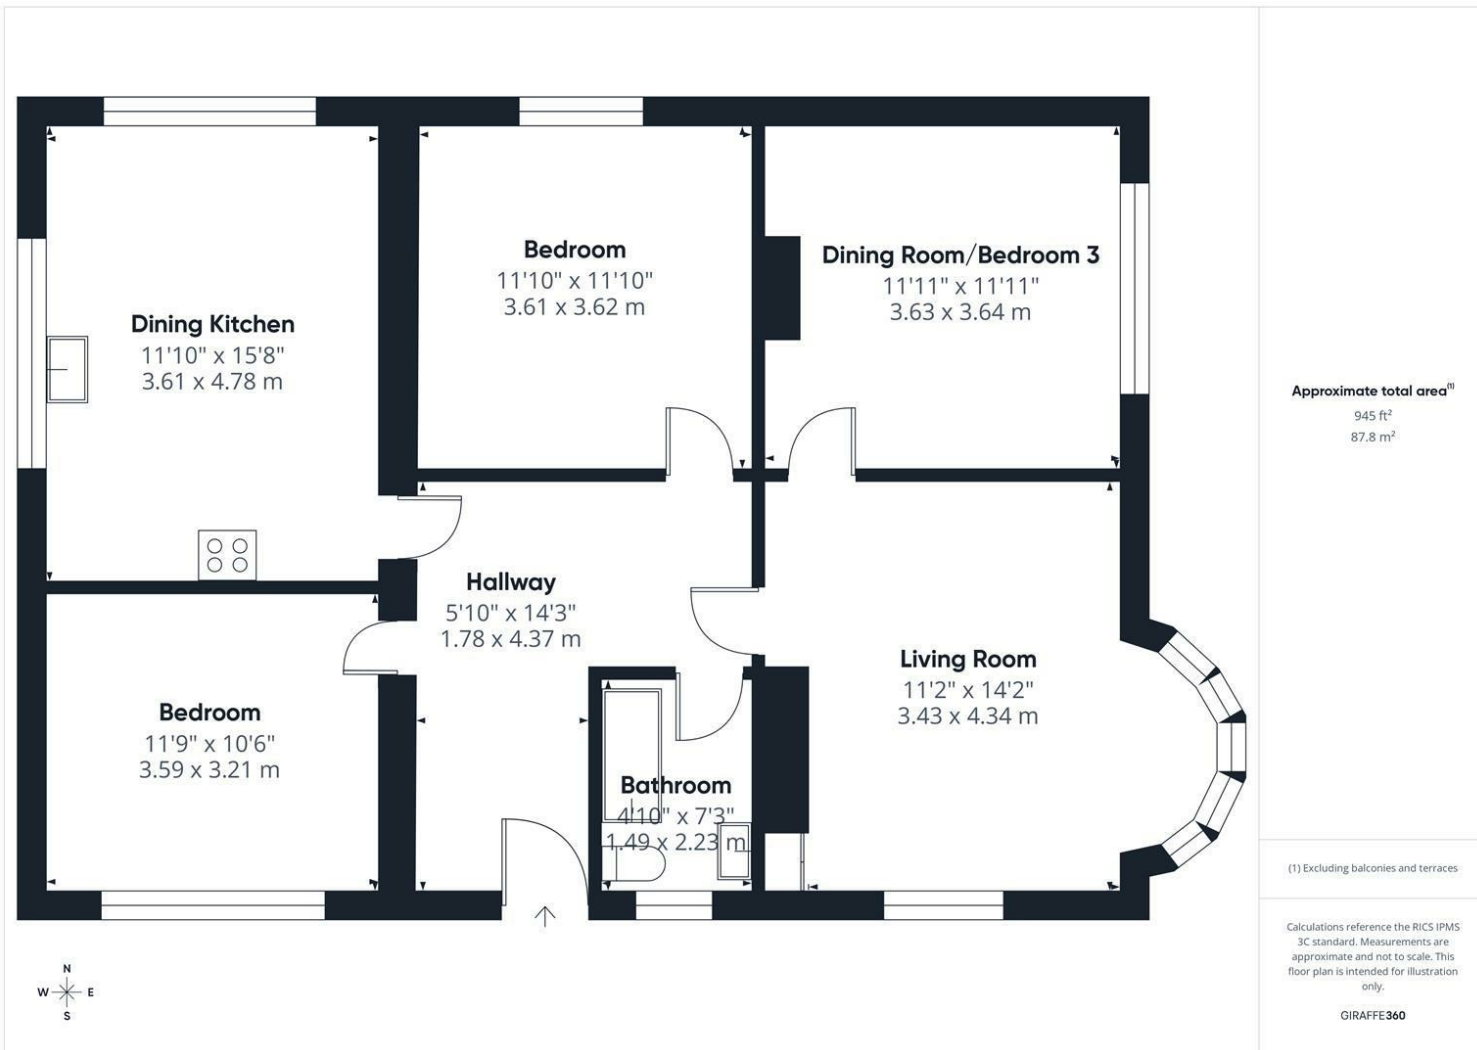 Dining Kitchen
11'10" x 15'8"
3.61 x 4.78 m
Bedroom
11'10" x 11'10"
3.61 x 3.62 m
Dining Room/Bedroom 3
11'11" x 11'11"
3.63 x 3.64 m
Hallway
5'10" x 14'3"
1.78 x 4.37 m
Living Room
11'2" x 14'2"
3.43 x 4.34 m
Bedroom
11'9" x 10'6"
3.59 x 3.21 m
Bathroom
4'10" x 7'3"
1.49 x 2.23 m
N
W E
S
Approximate total area(1)
945 ft²
87.8 m²
(1) Excluding balconies and terraces
Calculations reference the RICS IPMS
3C standard. Measurements are
approximate and not to scale. This
floor plan is intended for illustration
only.
GIRAFFE360